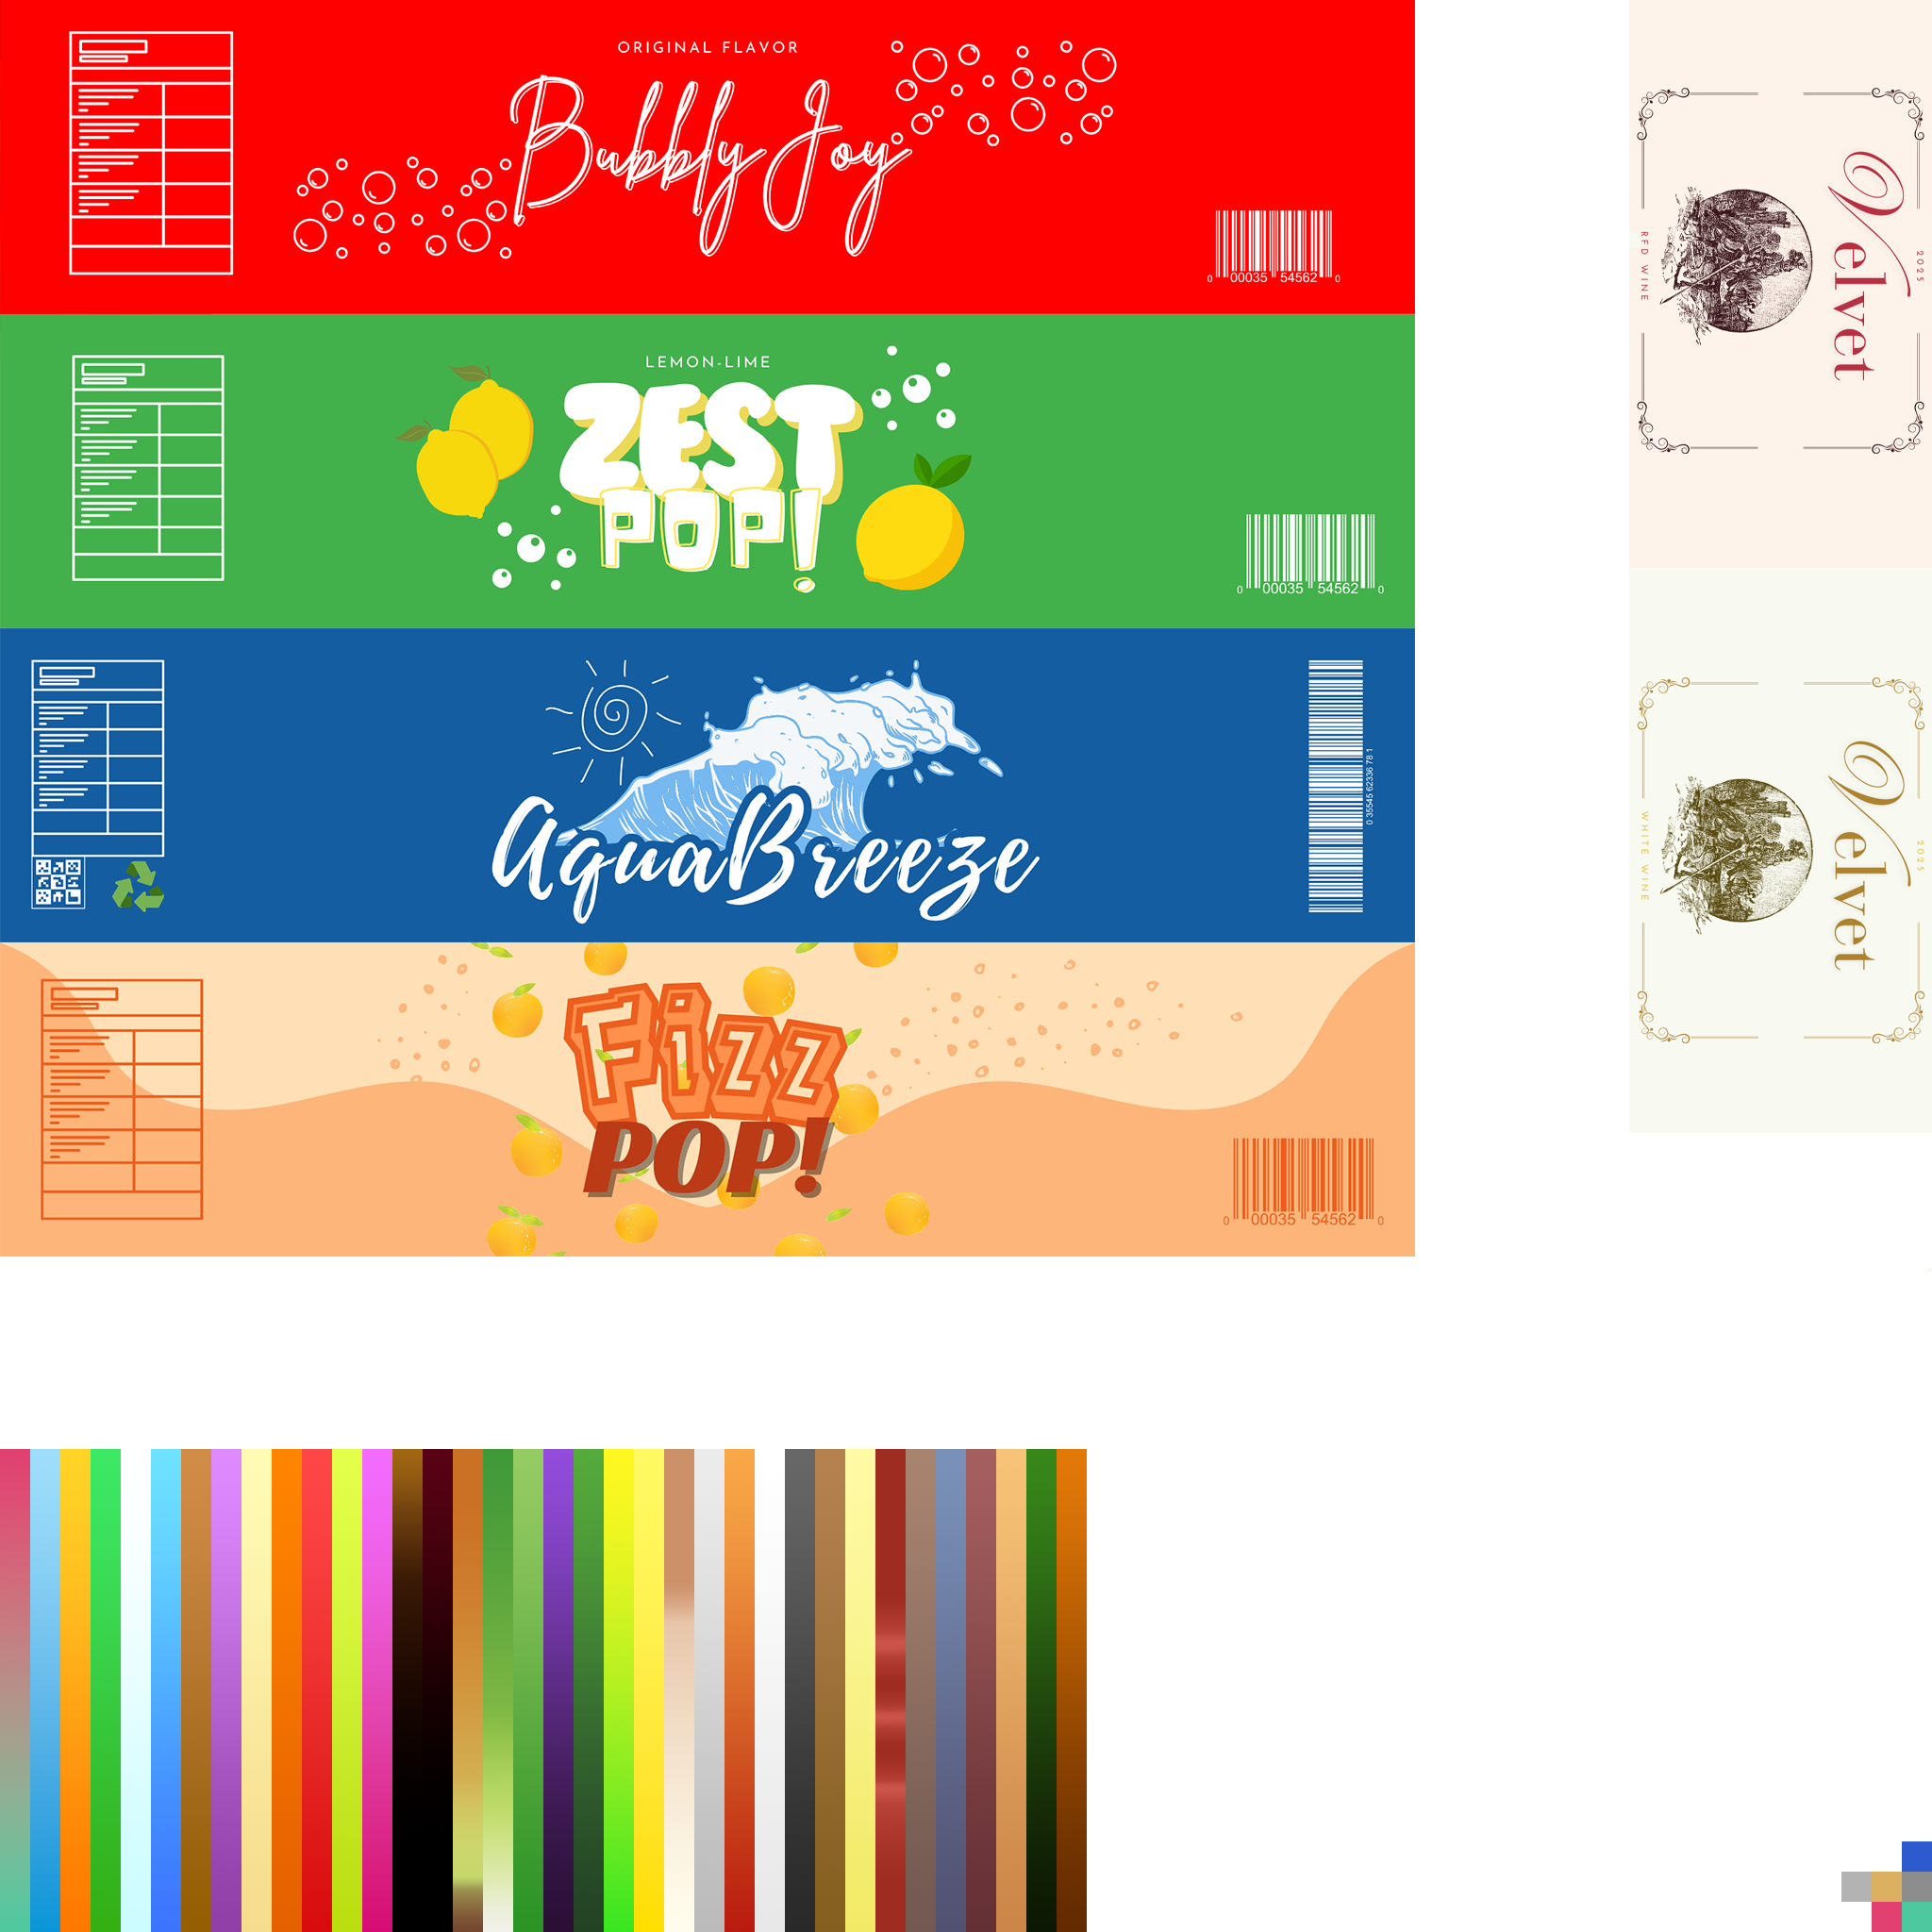 ORIGINAL FLAVOR
Bubbly Joy
0 00035 54562 0
LEMON-LIME
ZEST
POP!
0 00035 54562 0
AquaBreeze
0 35545 62336 78 1
Fizz
POP!
0 00035 54562 0
2025
Velvet
RED WINE
2025
Velvet
WHITE WINE